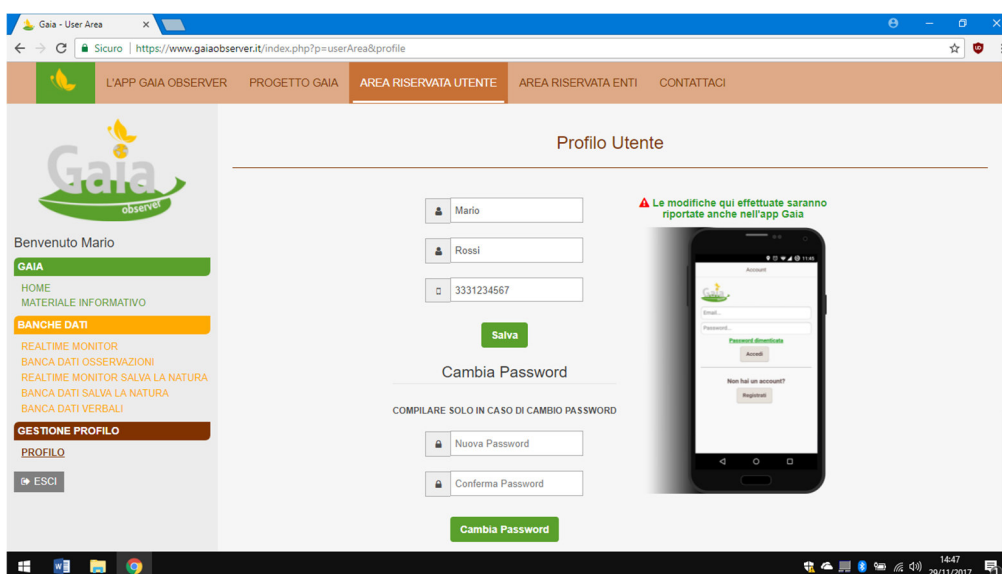 Gaia - User Area
Sicuro | https://www.gaiaobserver.it/index.php?p=userArea&profile
L'APP GAIA OBSERVER PROGETTO GAIA AREA RISERVATA UTENTE AREA RISERVATA ENTI CONTATTACI
Gaia
observer
Benvenuto Mario
GAIA
HOME
MATERIALE INFORMATIVO
BANCHE DATI
REALTIME MONITOR
BANCA DATI OSSERVAZIONI
REALTIME MONITOR SALVA LA NATURA
BANCA DATI SALVA LA NATURA
BANCA DATI VERBALI
GESTIONE PROFILO
PROFILO
ESCI
Profilo Utente
Mario
Rossi
3331234567
Salva
Cambia Password
COMPILARE SOLO IN CASO DI CAMBIO PASSWORD
Nuova Password
Conferma Password
Cambia Password
Le modifiche qui effettuate saranno
riportate anche nell'app Gaia
11:46
Account
Gaia
Email...
Password...
Password dimenticata
Accedi
Non hai un account?
Registrati
14:47
29/11/2017